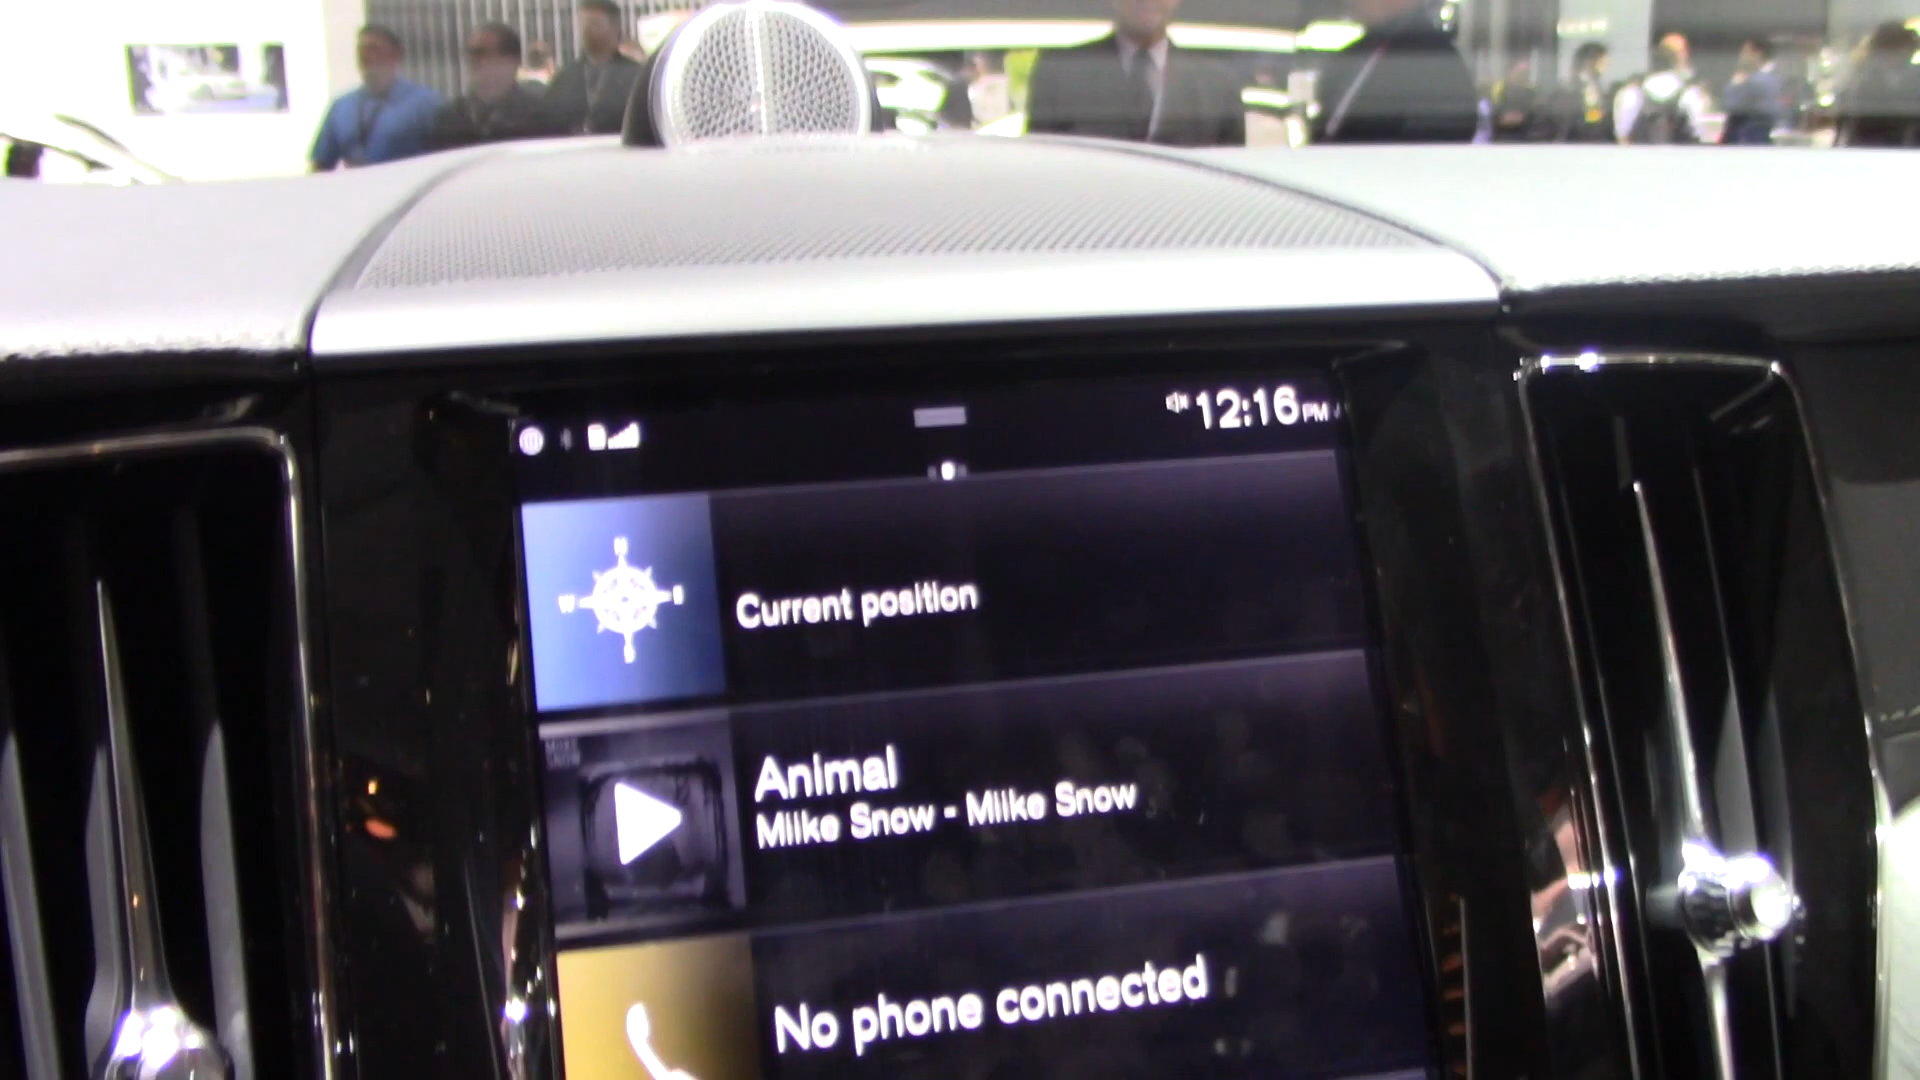 12:16 PM
N
W E
S
Current position
Animal
Miike Snow - Miike Snow
No phone connected